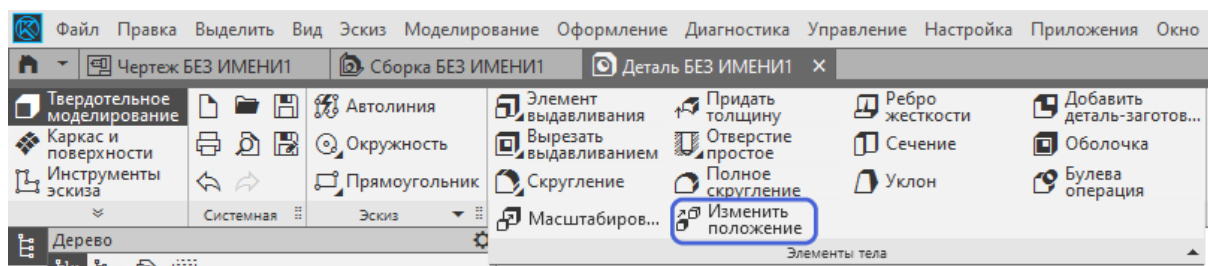 Файл Правка Выделить Вид Эскиз Моделирование Оформление Диагностика Управление Настройка Приложения Окно
Чертеж БЕЗ ИМЕНИ1 Сборка БЕЗ ИМЕНИ1 Деталь БЕЗ ИМЕНИ1
Твердотельное моделирование
Каркас и поверхности
Инструменты эскиза
Системная
Автолиния
Окружность
Прямоугольник
Эскиз
Элемент выдавливания
Вырезать выдавливанием
Скругление
Масштабиров...
Придать толщину
Отверстие простое
Полное скругление
Изменить положение
Ребро жесткости
Сечение
Уклон
Добавить деталь-заготов...
Оболочка
Булева операция
Элементы тела
Дерево